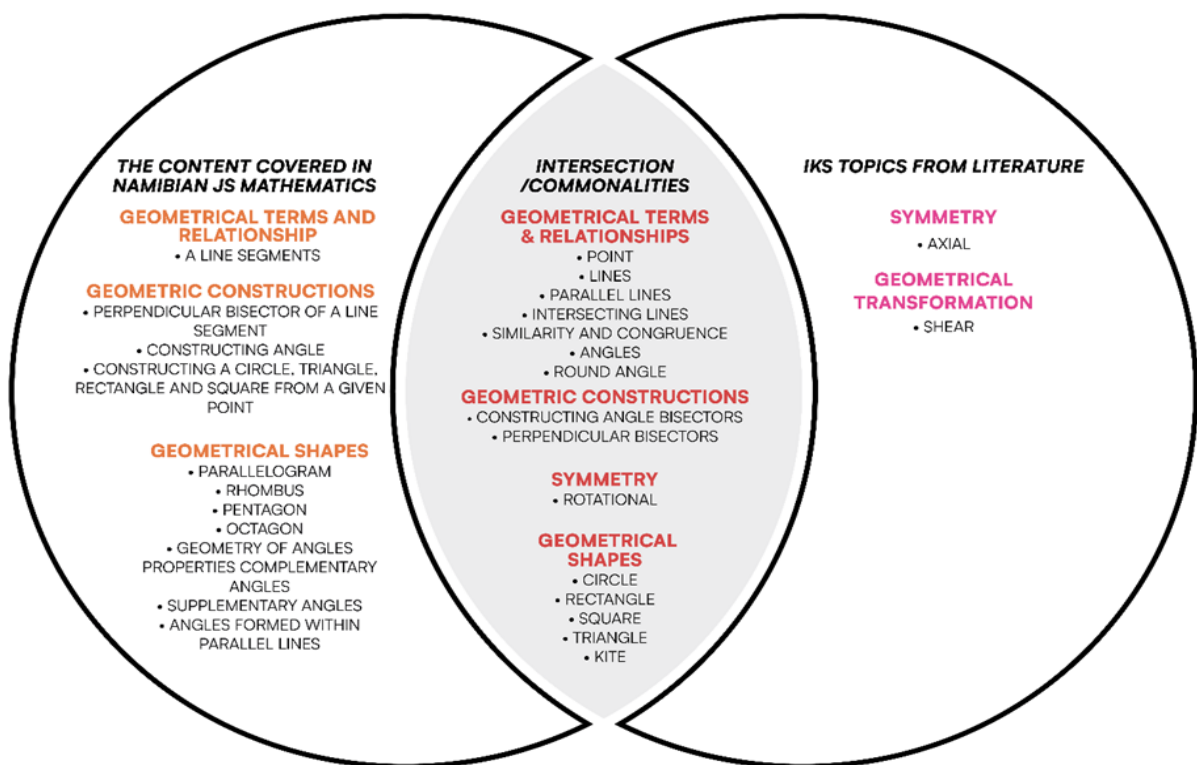 THE CONTENT COVERED IN
NAMIBIAN JS MATHEMATICS
GEOMETRICAL TERMS AND
RELATIONSHIP
• A LINE SEGMENTS
GEOMETRIC CONSTRUCTIONS
• PERPENDICULAR BISECTOR OF A LINE
SEGMENT
• CONSTRUCTING ANGLE
• CONSTRUCTING A CIRCLE, TRIANGLE,
RECTANGLE AND SQUARE FROM A GIVEN
POINT
GEOMETRICAL SHAPES
• PARALLELOGRAM
• RHOMBUS
• PENTAGON
• OCTAGON
• GEOMETRY OF ANGLES
PROPERTIES COMPLEMENTARY
ANGLES
• SUPPLEMENTARY ANGLES
• ANGLES FORMED WITHIN
PARALLEL LINES
INTERSECTION
/COMMONALITIES
GEOMETRICAL TERMS
& RELATIONSHIPS
• POINT
• LINES
• PARALLEL LINES
• INTERSECTING LINES
• SIMILARITY AND CONGRUENCE
• ANGLES
• ROUND ANGLE
GEOMETRIC CONSTRUCTIONS
• CONSTRUCTING ANGLE BISECTORS
• PERPENDICULAR BISECTORS
SYMMETRY
• ROTATIONAL
GEOMETRICAL
SHAPES
• CIRCLE
• RECTANGLE
• SQUARE
• TRIANGLE
• KITE
IKS TOPICS FROM LITERATURE
SYMMETRY
• AXIAL
GEOMETRICAL
TRANSFORMATION
• SHEAR